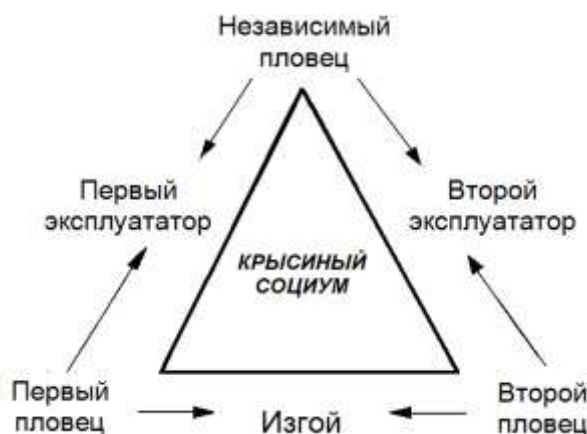 Независимый
пловец
Первый
эксплуататор
Второй
эксплуататор
КРЫСИНЫЙ
СОЦИУМ
Первый
пловец
Изгой
Второй
пловец